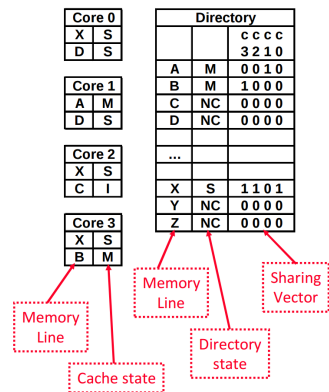 Core 0
X S
D S
Core 1
A M
D S
Core 2
X S
C I
Core 3
X S
B M
Directory
c c c c
3 2 1 0
A M 0 0 1 0
B M 1 0 0 0
C NC 0 0 0 0
D NC 0 0 0 0
...
X S 1 1 0 1
Y NC 0 0 0 0
Z NC 0 0 0 0
Memory
Line
Cache state
Memory
Line
Directory
state
Sharing
Vector